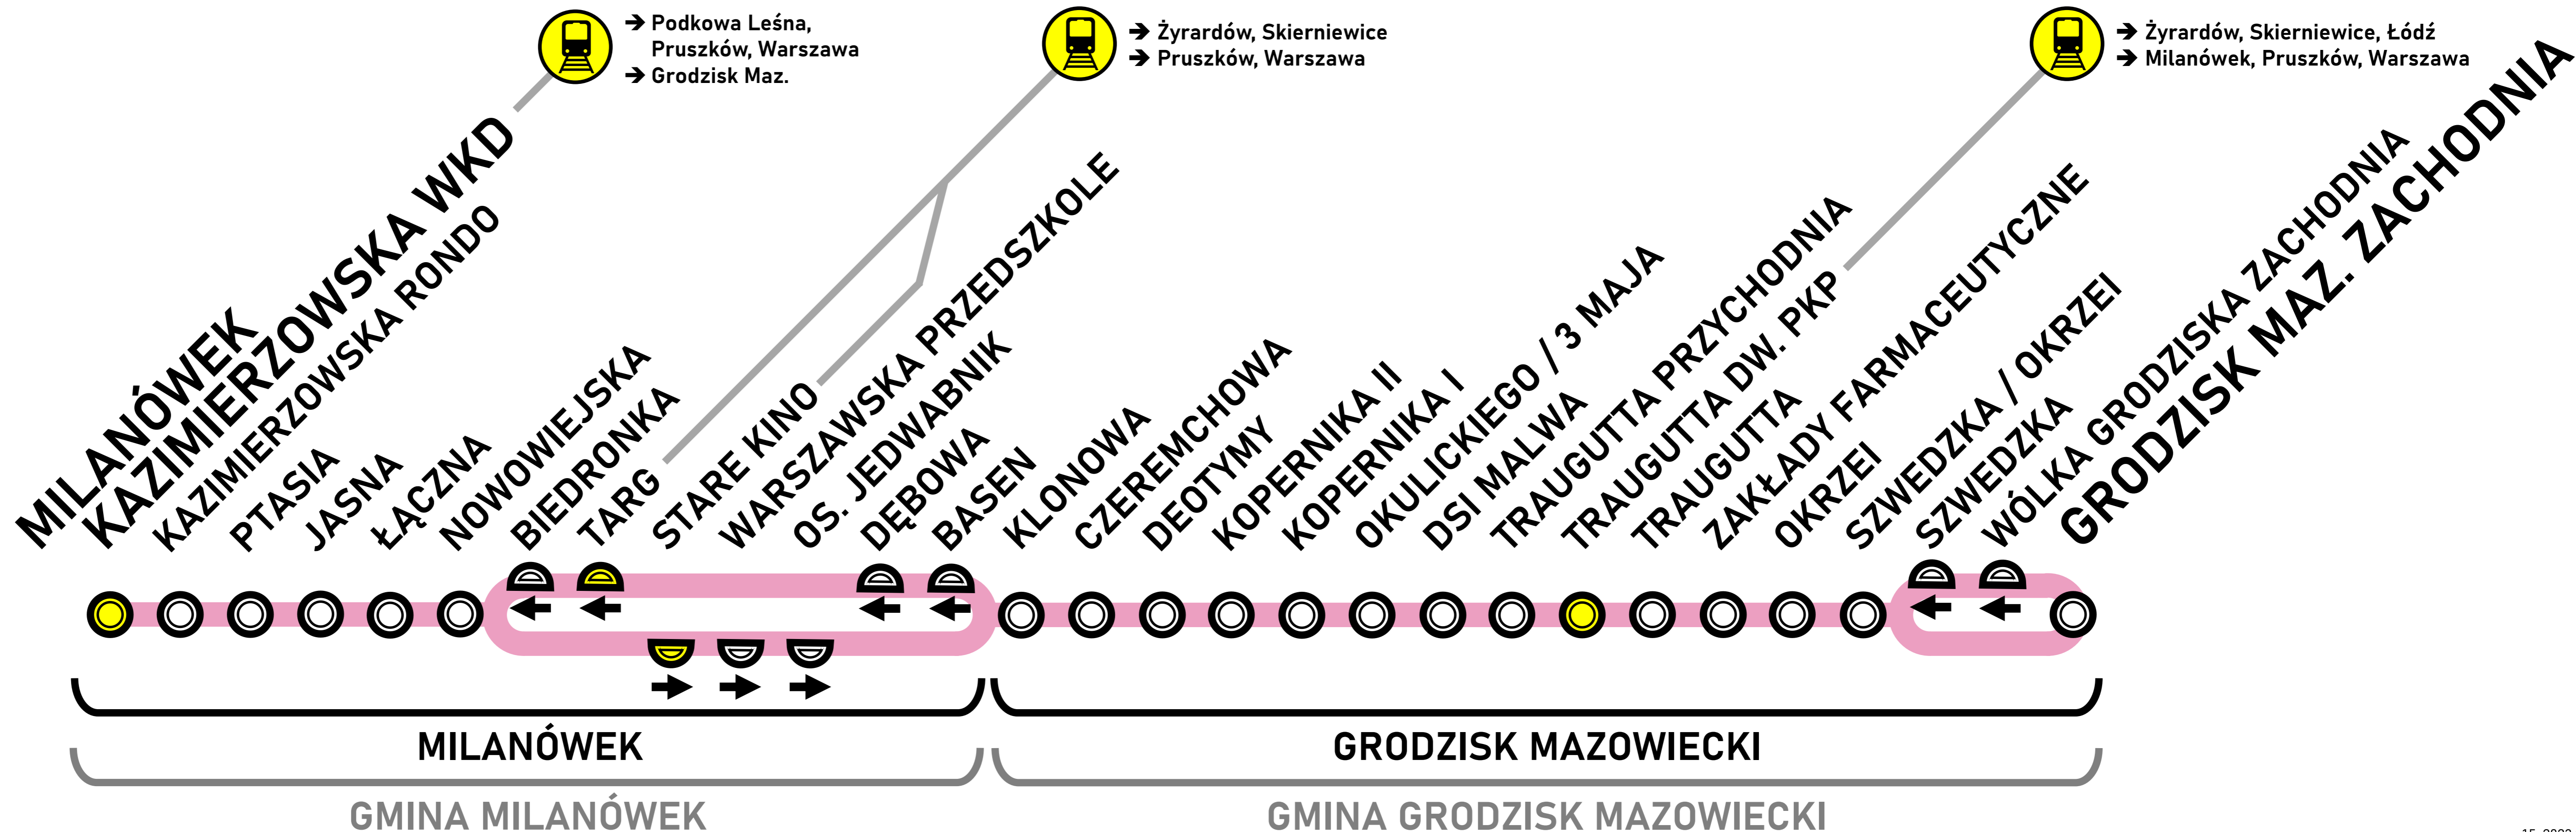 ➔ Podkowa Leśna,
Pruszków, Warszawa
➔ Grodzisk Maz.
➔ Żyrardów, Skierniewice
➔ Pruszków, Warszawa
➔ Żyrardów, Skierniewice, Łódź
➔ Milanówek, Pruszków, Warszawa
MILANÓWEK
KAZIMIERZOWSKA WKD
KAZIMIERZOWSKA RONDO
PTASIA
JASNA
ŁĄCZNA
NOWOWIEJSKA
BIEDRONKA
TARG
STARE KINO
WARSZAWSKA PRZEDSZKOLE
OS. JEDWABNIK
DĘBOWA
BASEN
KLONOWA
CZEREMCHOWA
DEOTYMY
KOPERNIKA II
KOPERNIKA I
OKULICKIEGO / 3 MAJA
DSI MALWA
TRAUGUTTA PRZYCHODNIA
TRAUGUTTA DW. PKP
TRAUGUTTA
ZAKŁADY FARMACEUTYCZNE
OKRZEI
SZWEDZKA / OKRZEI
SZWEDZKA
WÓLKA GRODZISKA ZACHODNIA
GRODZISK MAZ. ZACHODNIA
MILANÓWEK
GRODZISK MAZOWIECKI
GMINA MILANÓWEK
GMINA GRODZISK MAZOWIECKI